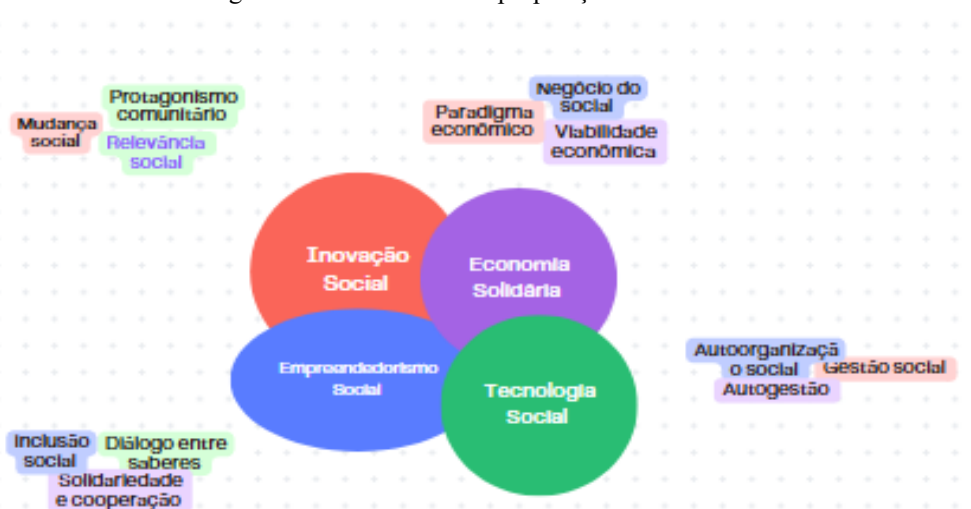 Protagonismo
comunitário
Mudança
social
Relevância
social
Negócio do
social
Paradigma
econômico
Viabilidade
econômica
Inovação
Social
Economia
Solidária
Empreendedorismo
Social
Tecnologia
Social
Autoorganizaçã
o social
Gestão social
Autogestão
Inclusão
social
Diálogo entre
saberes
Solidariedade
e cooperação